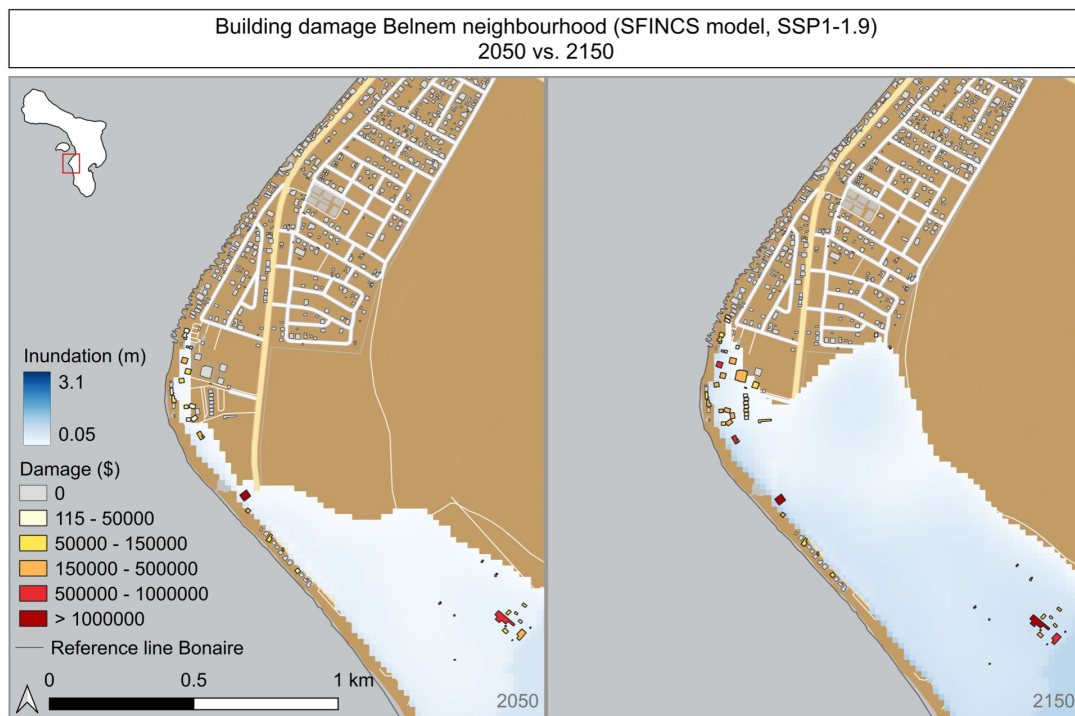 Building damage Belnem neighbourhood (SFINCS model, SSP1-1.9)
2050 vs. 2150
Inundation (m)
3.1
0.05
Damage ($)
0
115 - 50000
50000 - 150000
150000 - 500000
500000 - 1000000
> 1000000
Reference line Bonaire
0 0.5 1 km
2050
2150